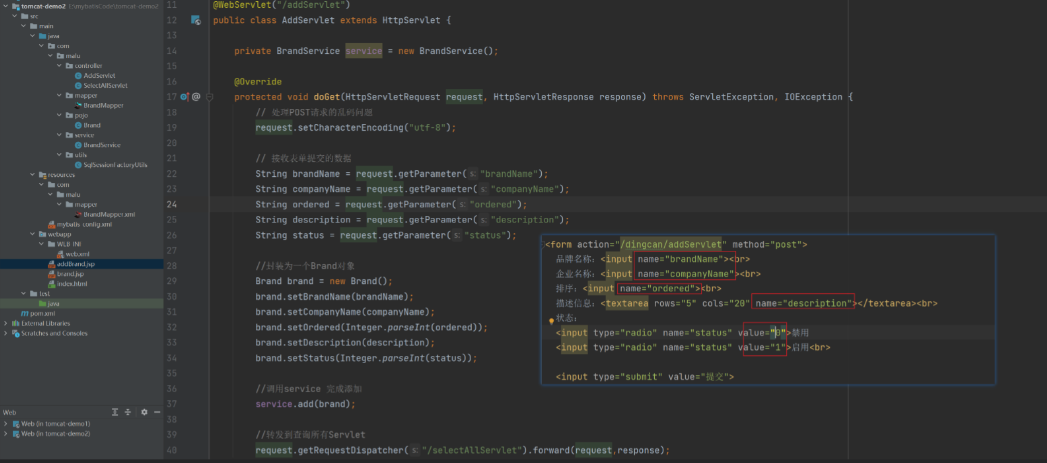 tomcat-demo2
src
main
java
com
malu
controller
AddServlet
SelectAllServlet
mapper
BrandMapper
pojo
Brand
service
BrandService
utils
SqlSessionFactoryUtils
resources
com
malu
mapper
BrandMapper.xml
mybatis-config.xml
webapp
WEB-INF
web.xml
addBrand.jsp
brand.jsp
index.html
test
java
pom.xml
External Libraries
Scratches and Consoles
Web
Web (in tomcat-demo1)
Web (in tomcat-demo2)
11 @WebServlet("/addServlet")
12 public class AddServlet extends HttpServlet {
13
14 private BrandService service = new BrandService();
15
16 @Override
17 protected void doGet(HttpServletRequest request, HttpServletResponse response) throws ServletException, IOException {
18 // 处理POST请求的乱码问题
19 request.setCharacterEncoding("utf-8");
20
21 // 接收表单提交的数据
22 String brandName = request.getParameter( s: "brandName");
23 String companyName = request.getParameter( s: "companyName");
24 String ordered = request.getParameter( s: "ordered");
25 String description = request.getParameter( s: "description");
26 String status = request.getParameter( s: "status");
27
28 //封装为一个Brand对象
29 Brand brand = new Brand();
30 brand.setBrandName(brandName);
31 brand.setCompanyName(companyName);
32 brand.setOrdered(Integer.parseInt(ordered));
33 brand.setDescription(description);
34 brand.setStatus(Integer.parseInt(status));
35
36 //调用service 完成添加
37 service.add(brand);
38
39 //转发到查询所有Servlet
40 request.getRequestDispatcher( s: "/selectAllServlet").forward(request,response);
<form action="/dingcan/addServlet" method="post">
品牌名称：<input name="brandName"><br>
企业名称：<input name="companyName"><br>
排序：<input name="ordered"><br>
描述信息：<textarea rows="5" cols="20" name="description"></textarea><br>
状态：
<input type="radio" name="status" value="0">禁用
<input type="radio" name="status" value="1">启用<br>
<input type="submit" value="提交">